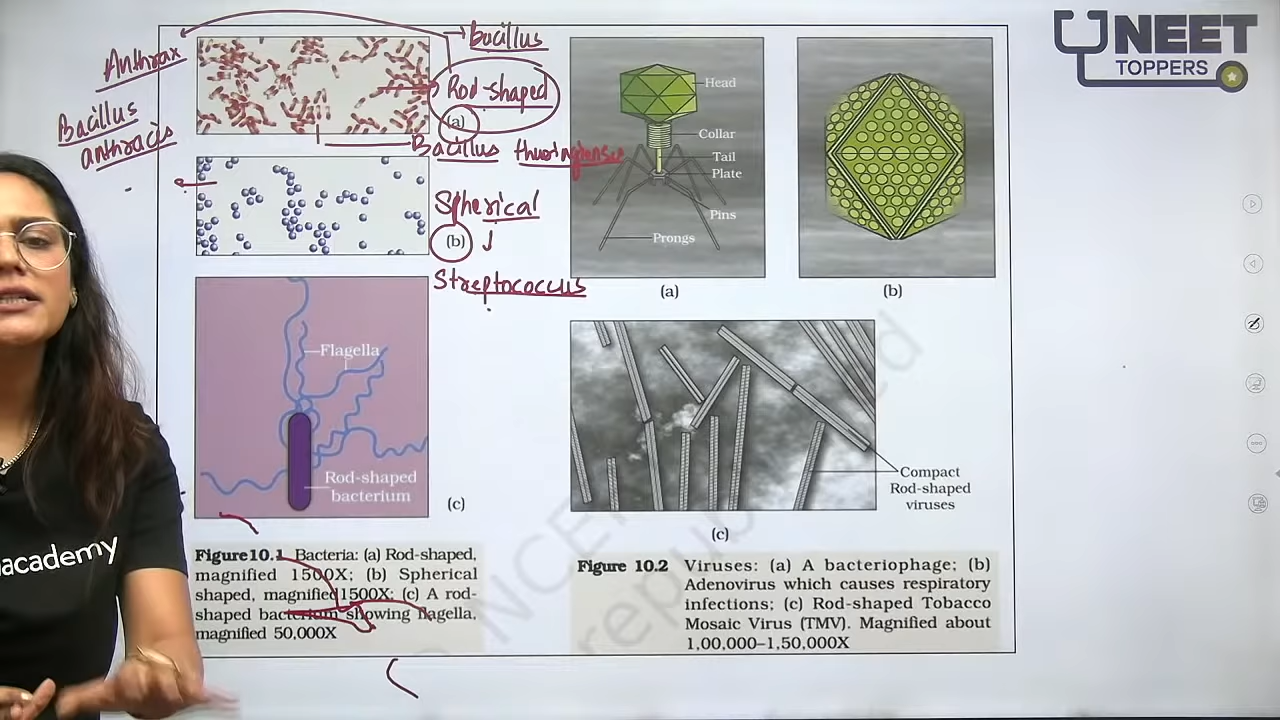 NEET
TOPPERS
Anthrax
Bacillus
anthracis
bacillus
Rod-shaped
(a)
Bacillus thuringiensis
Spherical
(b)
Streptococcus
Flagella
Rod-shaped
bacterium
(c)
Figure 10.1 Bacteria: (a) Rod-shaped,
magnified 1500X; (b) Spherical
shaped, magnified 1500X; (c) A rod-
shaped bacterium showing flagella,
magnified 50,000X
Head
Collar
Tail
Plate
Pins
Prongs
(a)
(b)
Compact
Rod-shaped
viruses
(c)
Figure 10.2 Viruses: (a) A bacteriophage; (b)
Adenovirus which causes respiratory
infections; (c) Rod-shaped Tobacco
Mosaic Virus (TMV). Magnified about
1,00,000–1,50,000X
NCERT
republished
academy